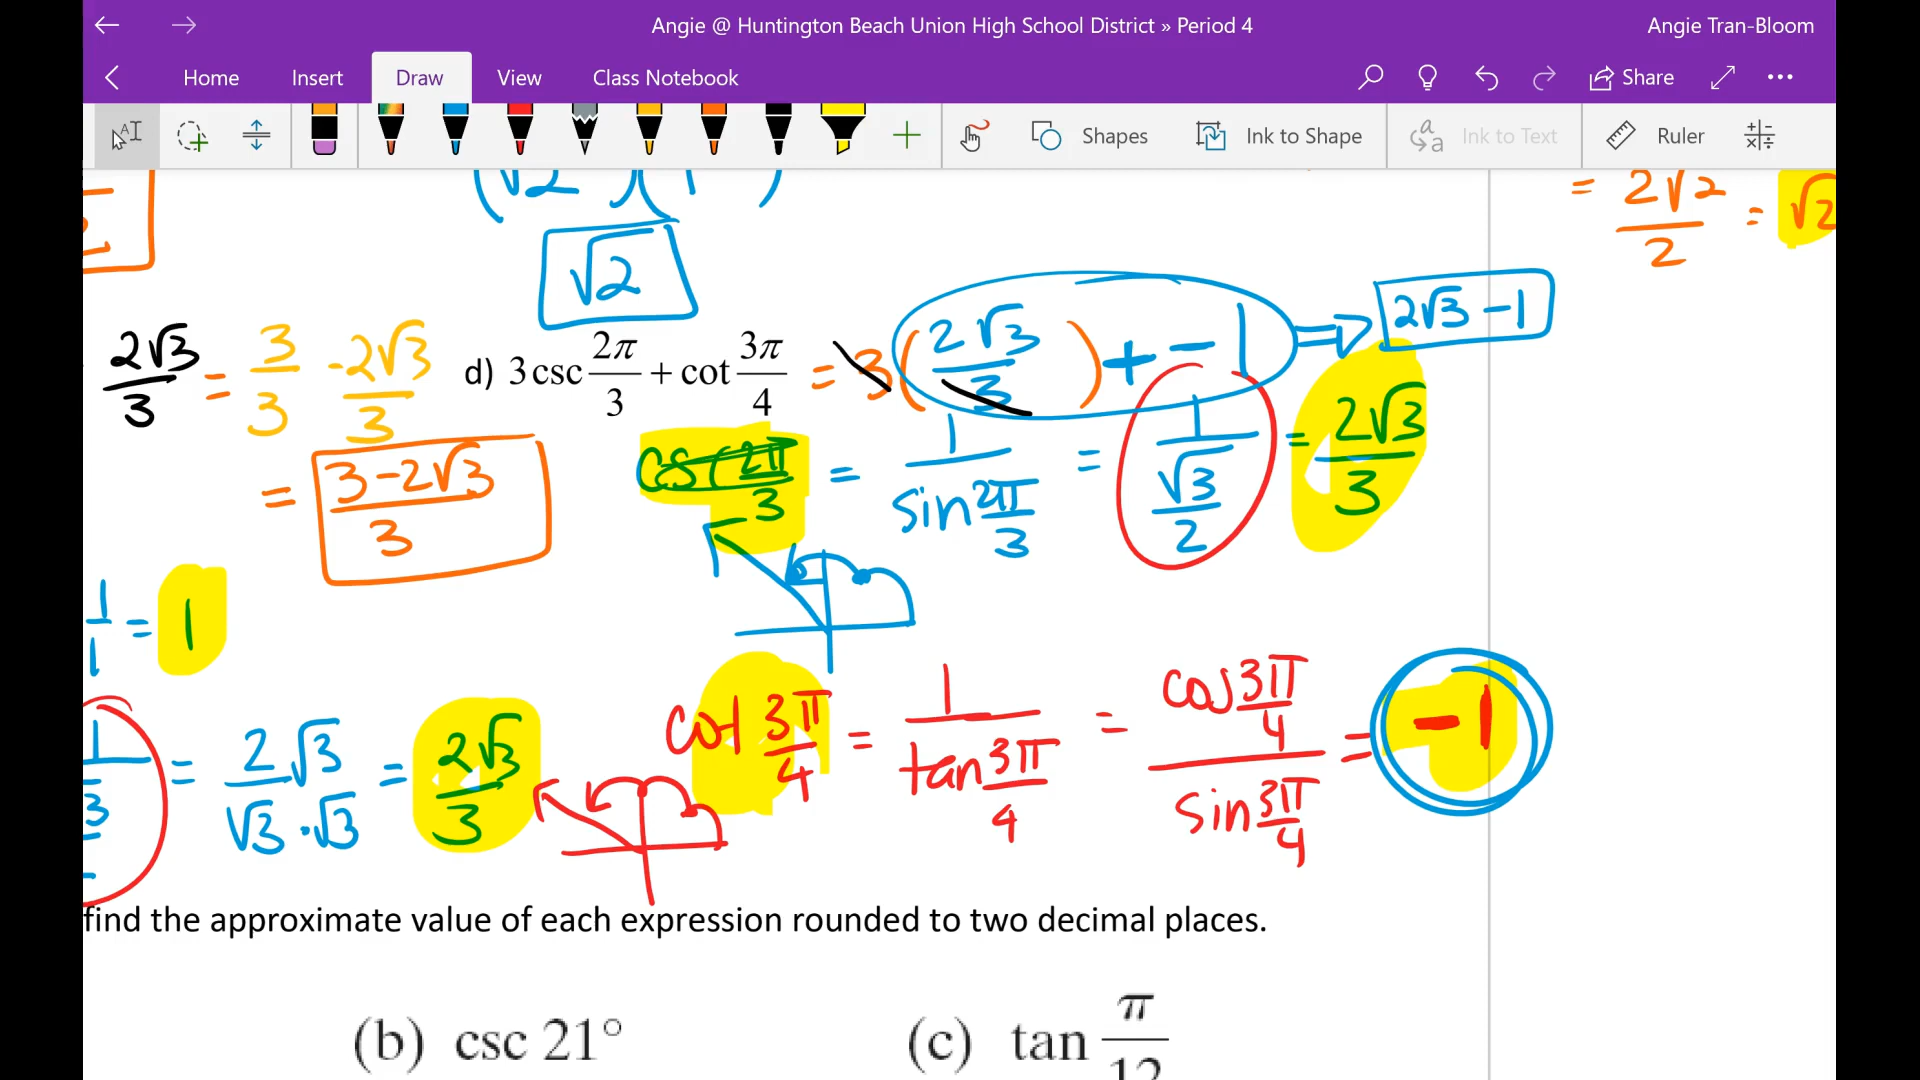 Angie @ Huntington Beach Union High School District » Period 4
Angie Tran-Bloom
Home Insert Draw View Class Notebook Share
Shapes Ink to Shape Ink to Text Ruler
(√2)(1)
√2
= 2√2/2 = √2
2√3/3 = 3/3 - 2√3/3
= 3-2√3/3
d) 3 csc 2π/3 + cot 3π/4 = 3(2√3/3) + -1 ⇒ 2√3 - 1
csc 2π/3 = 1/sin 2π/3 = 1/(√3/2) = 2√3/3
1/1 = 1
cot 3π/4 = 1/tan 3π/4 = cos 3π/4 / sin 3π/4 = -1
= 2√3/√3·√3 = 2√3/3
find the approximate value of each expression rounded to two decimal places.
(b) csc 21°
(c) tan π/12